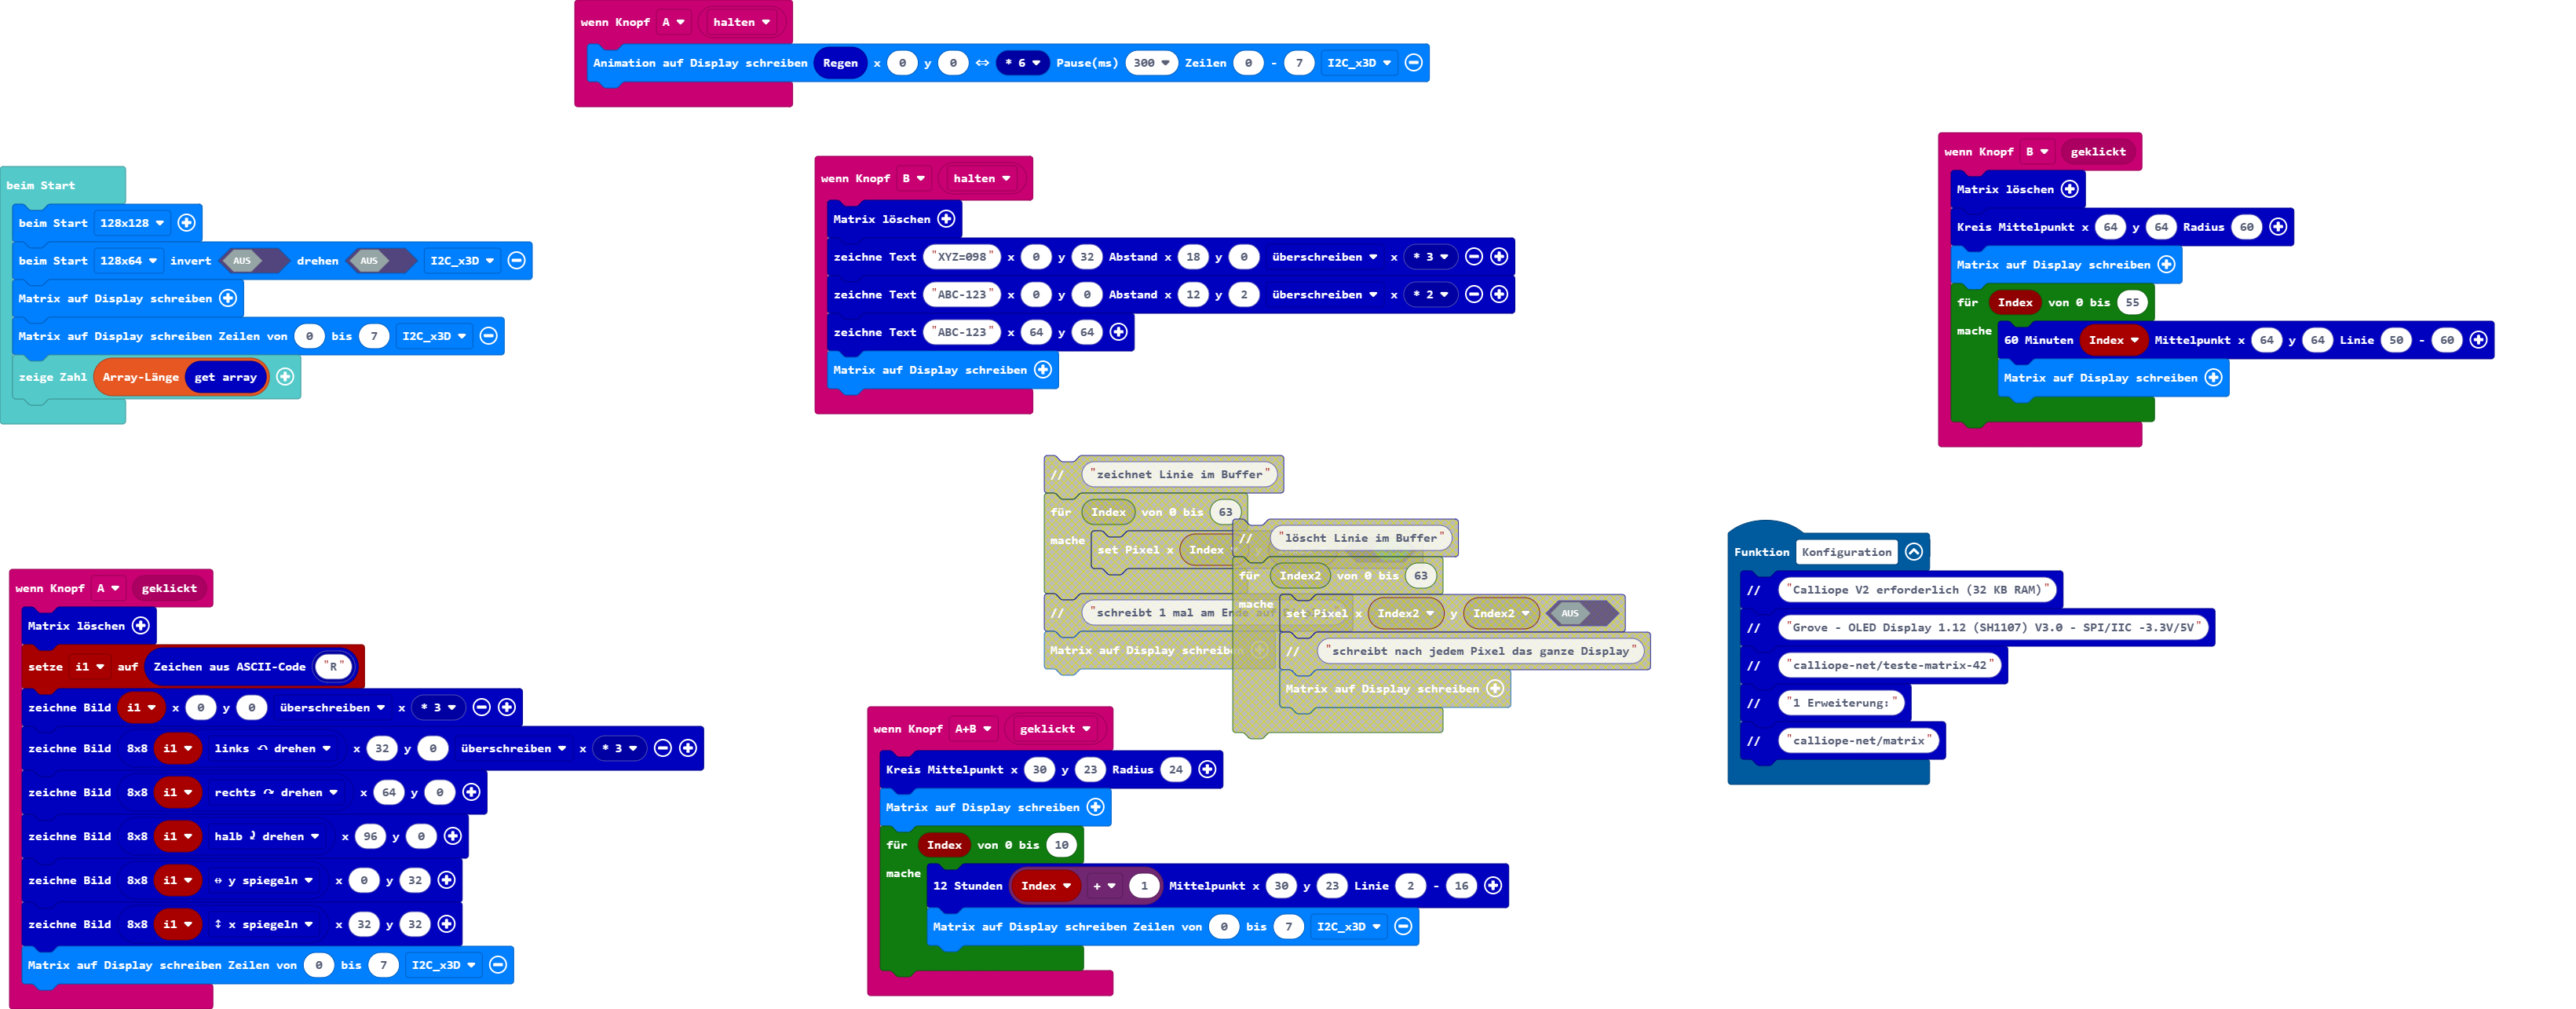 wenn Knopf A halten
Animation auf Display schreiben Regen x 0 y 0 ⇔ * 6 Pause(ms) 300 Zeilen 0 - 7 I2C_x3D
beim Start
beim Start 128x128
beim Start 128x64 invert AUS drehen AUS I2C_x3D
Matrix auf Display schreiben
Matrix auf Display schreiben Zeilen von 0 bis 7 I2C_x3D
zeige Zahl Array-Länge get array
wenn Knopf B halten
Matrix löschen
zeichne Text "XYZ=098" x 0 y 32 Abstand x 18 y 0 überschreiben x * 3
zeichne Text "ABC-123" x 0 y 0 Abstand x 12 y 2 überschreiben x * 2
zeichne Text "ABC-123" x 64 y 64
Matrix auf Display schreiben
wenn Knopf B geklickt
Matrix löschen
Kreis Mittelpunkt x 64 y 64 Radius 60
Matrix auf Display schreiben
für Index von 0 bis 55
mache
60 Minuten Index Mittelpunkt x 64 y 64 Linie 50 - 60
Matrix auf Display schreiben
// "zeichnet Linie im Buffer"
für Index von 0 bis 63
mache
set Pixel x Index
// "schreibt 1 mal am Ende auf
Matrix auf Display schreiben
// "löscht Linie im Buffer"
für Index2 von 0 bis 63
mache
set Pixel x Index2 y Index2 AUS
// "schreibt nach jedem Pixel das ganze Display"
Matrix auf Display schreiben
Funktion Konfiguration
// "Calliope V2 erforderlich (32 KB RAM)"
// "Grove - OLED Display 1.12 (SH1107) V3.0 - SPI/IIC -3.3V/5V"
// "calliope-net/teste-matrix-42"
// "1 Erweiterung:"
// "calliope-net/matrix"
wenn Knopf A geklickt
Matrix löschen
setze i1 auf Zeichen aus ASCII-Code "R"
zeichne Bild i1 x 0 y 0 überschreiben x * 3
zeichne Bild 8x8 i1 links ↶ drehen x 32 y 0 überschreiben x * 3
zeichne Bild 8x8 i1 rechts ↷ drehen x 64 y 0
zeichne Bild 8x8 i1 halb ⤸ drehen x 96 y 0
zeichne Bild 8x8 i1 ⇔ y spiegeln x 0 y 32
zeichne Bild 8x8 i1 ↕ x spiegeln x 32 y 32
Matrix auf Display schreiben Zeilen von 0 bis 7 I2C_x3D
wenn Knopf A+B geklickt
Kreis Mittelpunkt x 30 y 23 Radius 24
Matrix auf Display schreiben
für Index von 0 bis 10
mache
12 Stunden Index + 1 Mittelpunkt x 30 y 23 Linie 2 - 16
Matrix auf Display schreiben Zeilen von 0 bis 7 I2C_x3D